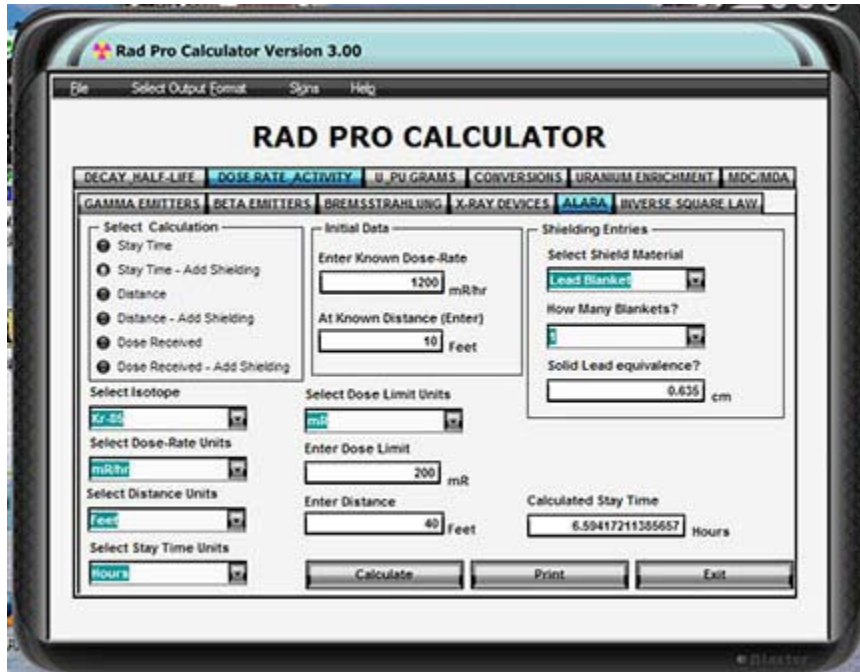 Rad Pro Calculator Version 3.00
File Select Output Format Signs Help
RAD PRO CALCULATOR
DECAY_HALF-LIFE DOSE RATE_ACTIVITY U_PU GRAMS CONVERSIONS URANIUM ENRICHMENT MDC/MDA
GAMMA EMITTERS BETA EMITTERS BREMSSTRAHLUNG X-RAY DEVICES ALARA INVERSE SQUARE LAW
Select Calculation
Stay Time
Stay Time - Add Shielding
Distance
Distance - Add Shielding
Dose Received
Dose Received - Add Shielding
Initial Data
Enter Known Dose-Rate
1200 mR/hr
At Known Distance (Enter)
10 Feet
Shielding Entries
Select Shield Material
Lead Blanket
How Many Blankets?
1
Solid Lead equivalence?
0.635 cm
Select Isotope
Kr-85
Select Dose-Rate Units
mR/hr
Select Distance Units
Feet
Select Stay Time Units
Hours
Select Dose Limit Units
mR
Enter Dose Limit
200 mR
Enter Distance
40 Feet
Calculated Stay Time
6.59417211385657 Hours
Calculate Print Exit